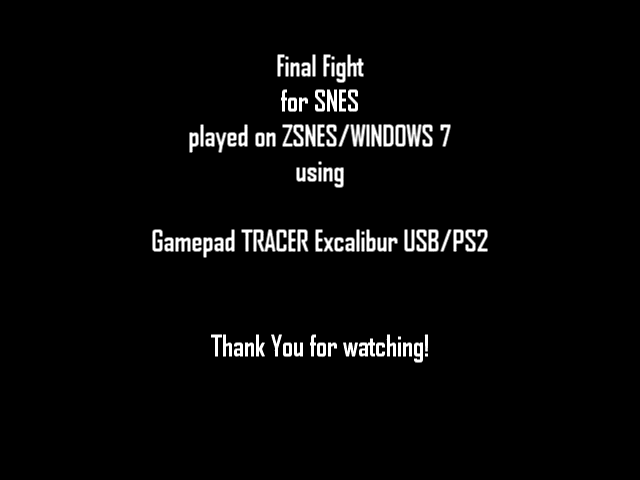 Final Fight
for SNES
played on ZSNES/WINDOWS 7
using
Gamepad TRACER Excalibur USB/PS2
Thank You for watching!